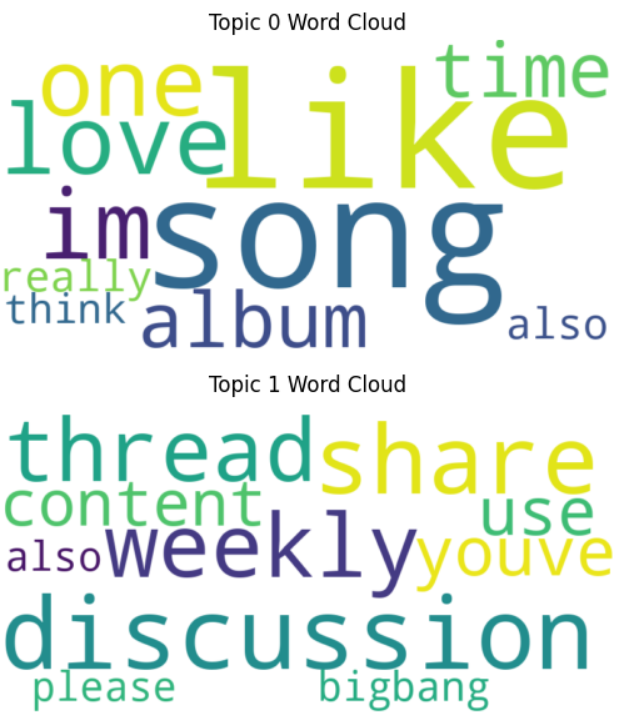 Topic 0 Word Cloud
one like time
love
im song
really
think album also
Topic 1 Word Cloud
thread share
content use
also weekly youve
discussion
please bigbang